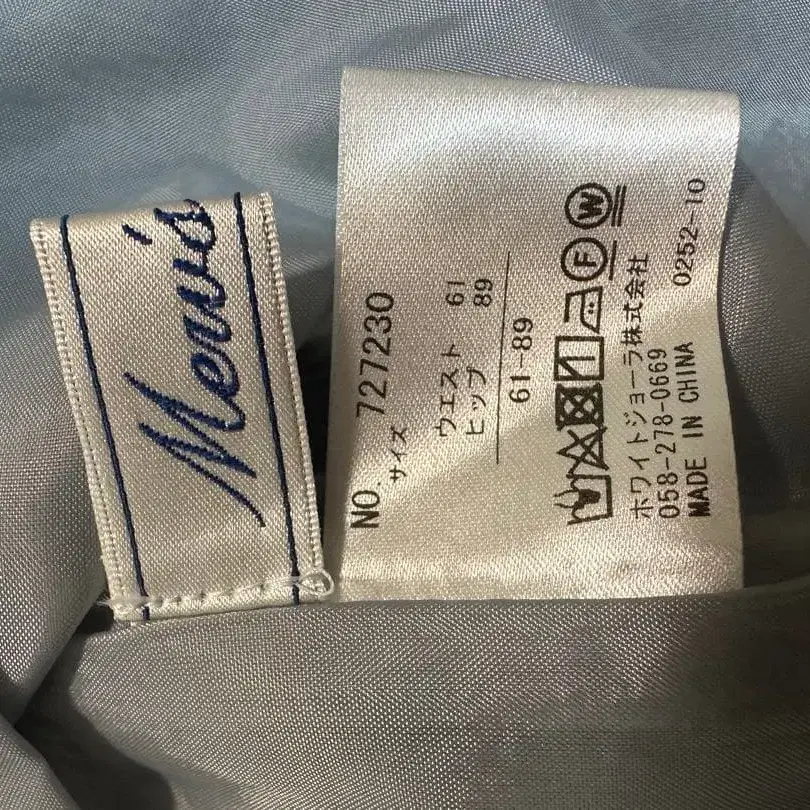 Mervis
NO. 727230
サイズ
ウエスト 61
ヒップ 89
61-89
F W
ホワイトジョーラ株式会社
058-278-0669
MADE IN CHINA 0252-10